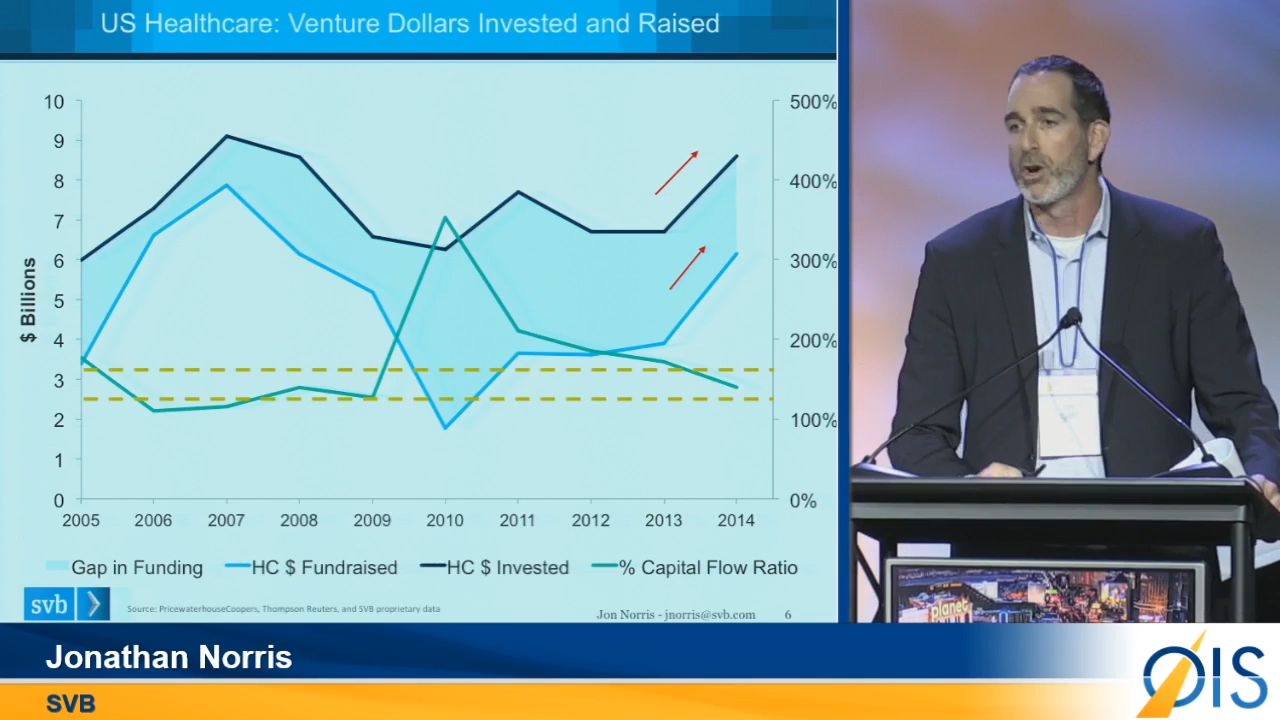 US Healthcare: Venture Dollars Invested and Raised
10
9
8
7
6
5
4
3
2
1
0
$ Billions
500%
400%
300%
200%
100%
0%
2005 2006 2007 2008 2009 2010 2011 2012 2013 2014
Gap in Funding HC $ Fundraised HC $ Invested % Capital Flow Ratio
svb
Source: PricewaterhouseCoopers, Thompson Reuters, and SVB proprietary data
Jon Norris - jnorris@svb.com 6
planet
Jonathan Norris
SVB
OIS